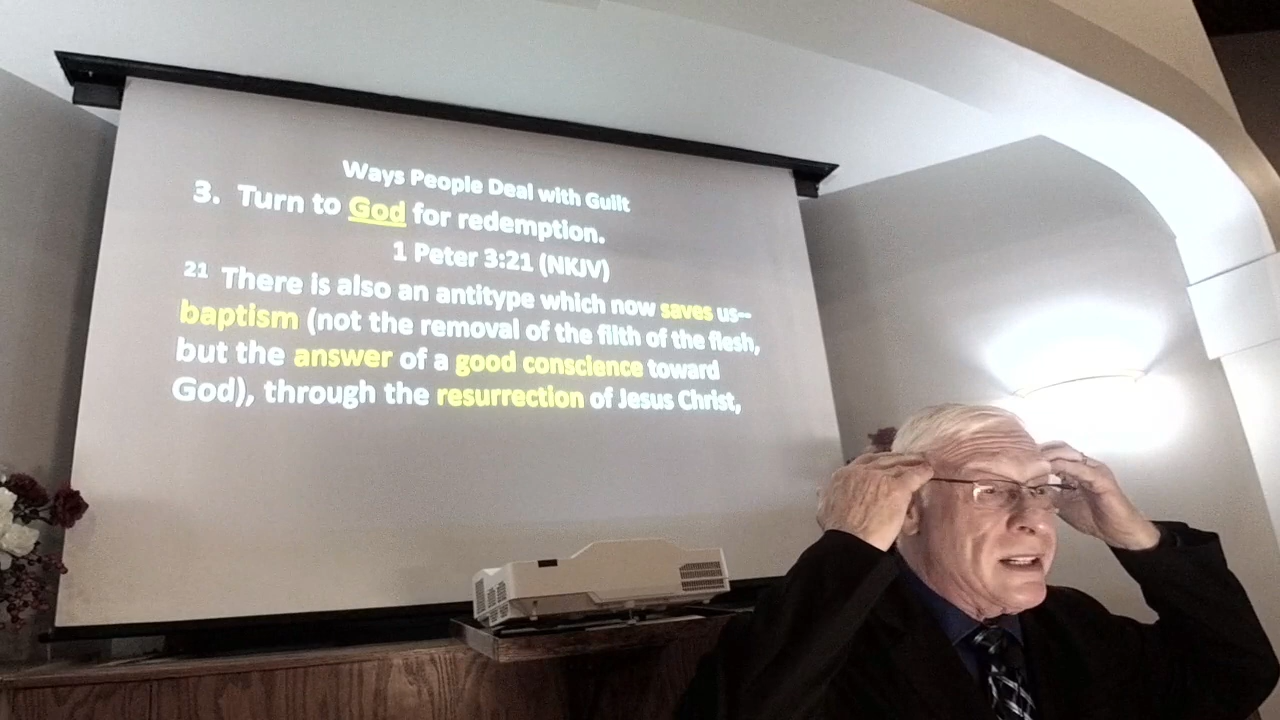 Ways People Deal with Guilt
3. Turn to God for redemption.
1 Peter 3:21 (NKJV)
21 There is also an antitype which now saves us--
baptism (not the removal of the filth of the flesh,
but the answer of a good conscience toward
God), through the resurrection of Jesus Christ,